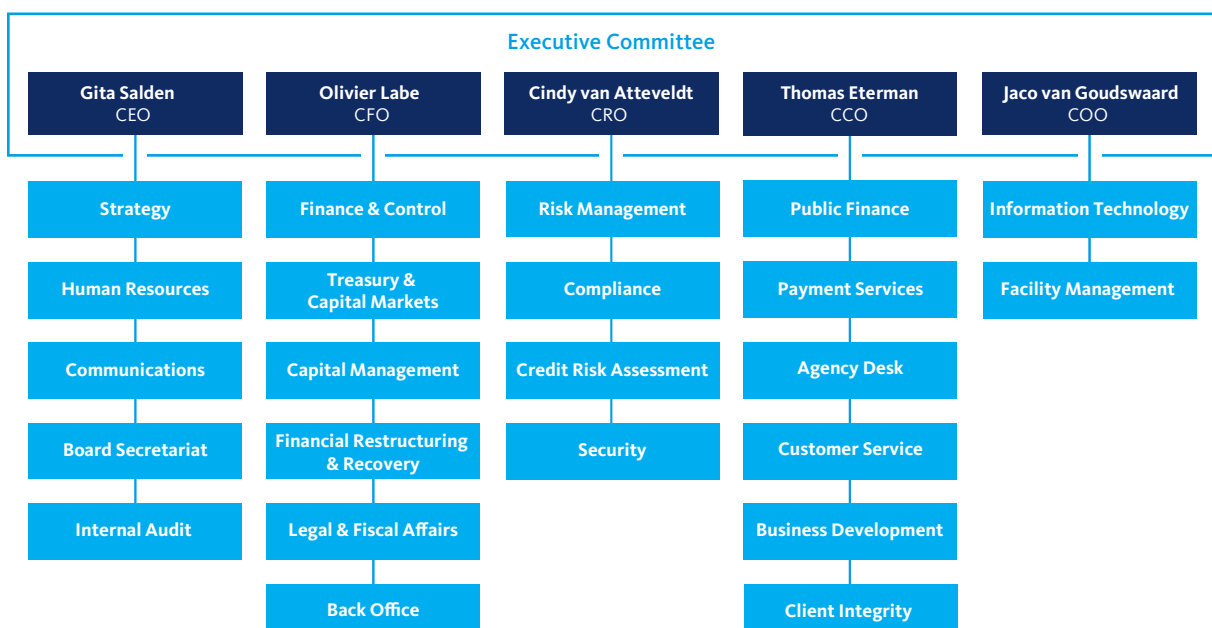 Executive Committee
Gita Salden
CEO
Olivier Labe
CFO
Cindy van Atteveldt
CRO
Thomas Eterman
CCO
Jaco van Goudswaard
COO
Strategy
Finance & Control
Risk Management
Public Finance
Information Technology
Human Resources
Treasury &
Capital Markets
Compliance
Payment Services
Facility Management
Communications
Capital Management
Credit Risk Assessment
Agency Desk
Board Secretariat
Financial Restructuring
& Recovery
Security
Customer Service
Internal Audit
Legal & Fiscal Affairs
Business Development
Back Office
Client Integrity